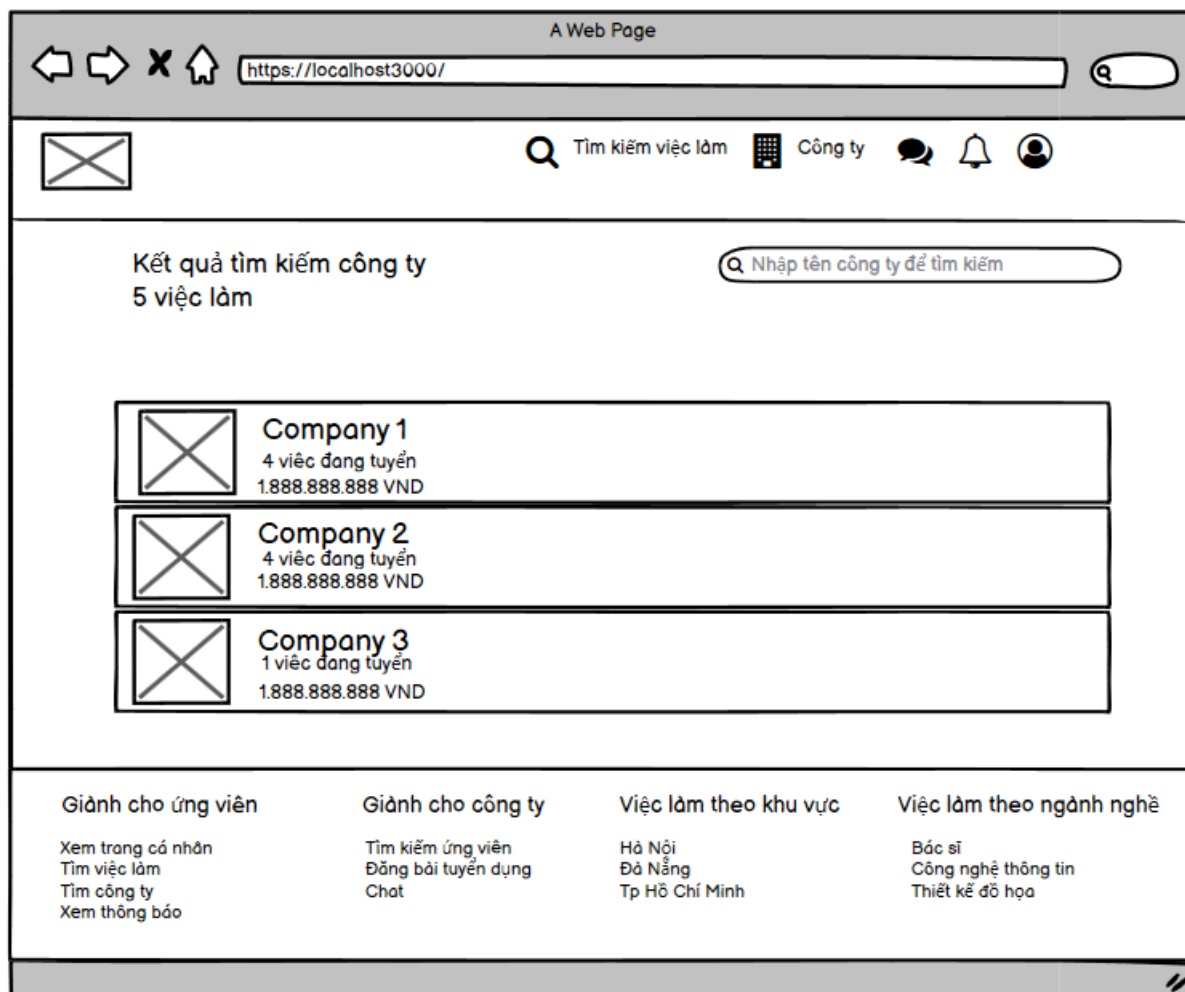 A Web Page
https://localhost3000/
Tìm kiếm việc làm
Công ty
Kết quả tìm kiếm công ty
5 việc làm
Nhập tên công ty để tìm kiếm
Company 1
4 viêc đang tuyển
1.888.888.888 VND
Company 2
4 viêc đang tuyển
1.888.888.888 VND
Company 3
1 viêc đang tuyển
1.888.888.888 VND
Giành cho ứng viên
Xem trang cá nhân
Tìm việc làm
Tìm công ty
Xem thông báo
Giành cho công ty
Tìm kiếm ứng viên
Đăng bài tuyển dụng
Chat
Việc làm theo khu vực
Hà Nội
Đà Nẵng
Tp Hồ Chí Minh
Việc làm theo ngành nghề
Bác sĩ
Công nghệ thông tin
Thiết kế đồ họa